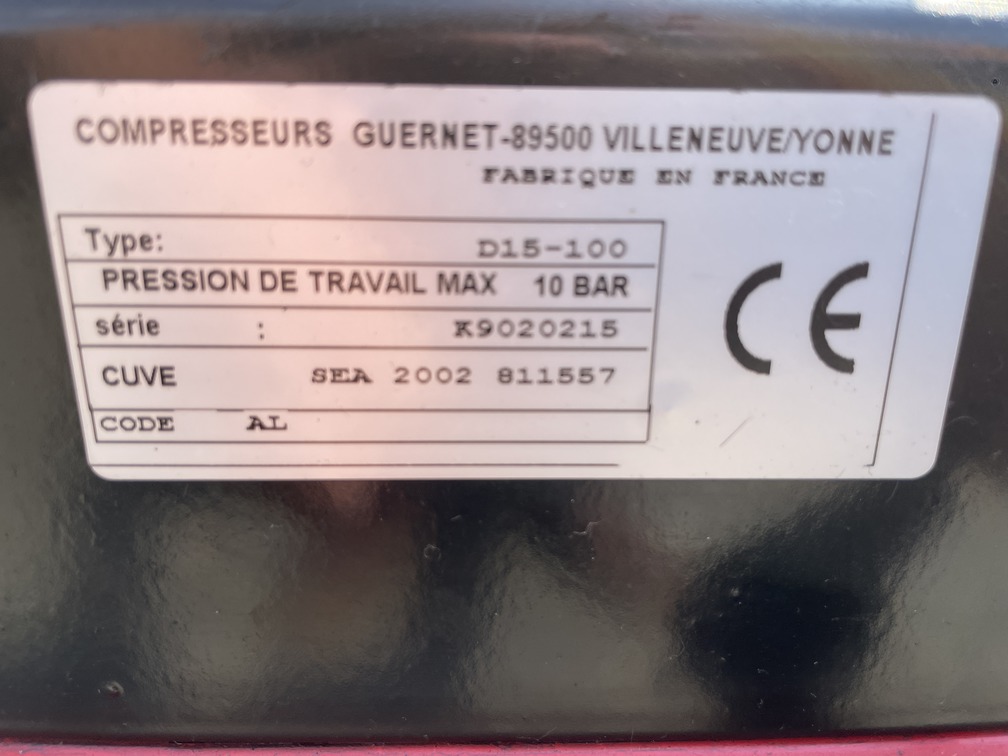 COMPRESSEURS GUERNET-89500 VILLENEUVE/YONNE
FABRIQUE EN FRANCE
Type: D15-100
PRESSION DE TRAVAIL MAX 10 BAR
série : K9020215
CUVE SEA 2002 811557
CODE AL
CE